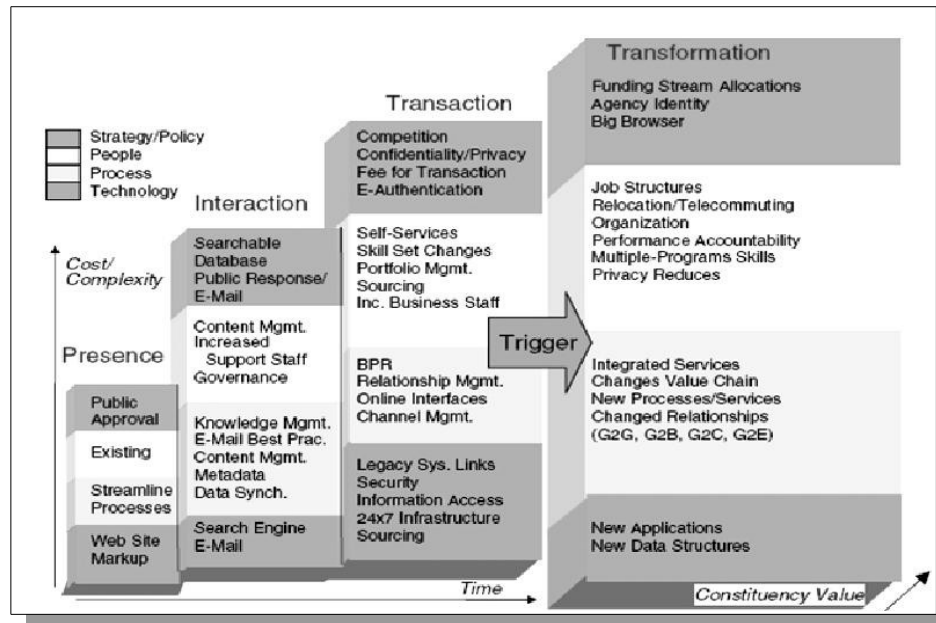 Strategy/Policy
People
Process
Technology
Cost/
Complexity
Presence
Public
Approval
Existing
Streamline
Processes
Web Site
Markup
Interaction
Searchable
Database
Public Response/
E-Mail
Content Mgmt.
Increased
Support Staff
Governance
Knowledge Mgmt.
E-Mail Best Prac.
Content Mgmt.
Metadata
Data Synch.
Search Engine
E-Mail
Transaction
Competition
Confidentiality/Privacy
Fee for Transaction
E-Authentication
Self-Services
Skill Set Changes
Portfolio Mgmt.
Sourcing
Inc. Business Staff
BPR
Relationship Mgmt.
Online Interfaces
Channel Mgmt.
Legacy Sys. Links
Security
Information Access
24x7 Infrastructure
Sourcing
Trigger
Transformation
Funding Stream Allocations
Agency Identity
Big Browser
Job Structures
Relocation/Telecommuting
Organization
Performance Accountability
Multiple-Programs Skills
Privacy Reduces
Integrated Services
Changes Value Chain
New Processes/Services
Changed Relationships
(G2G, G2B, G2C, G2E)
New Applications
New Data Structures
Time
Constituency Value